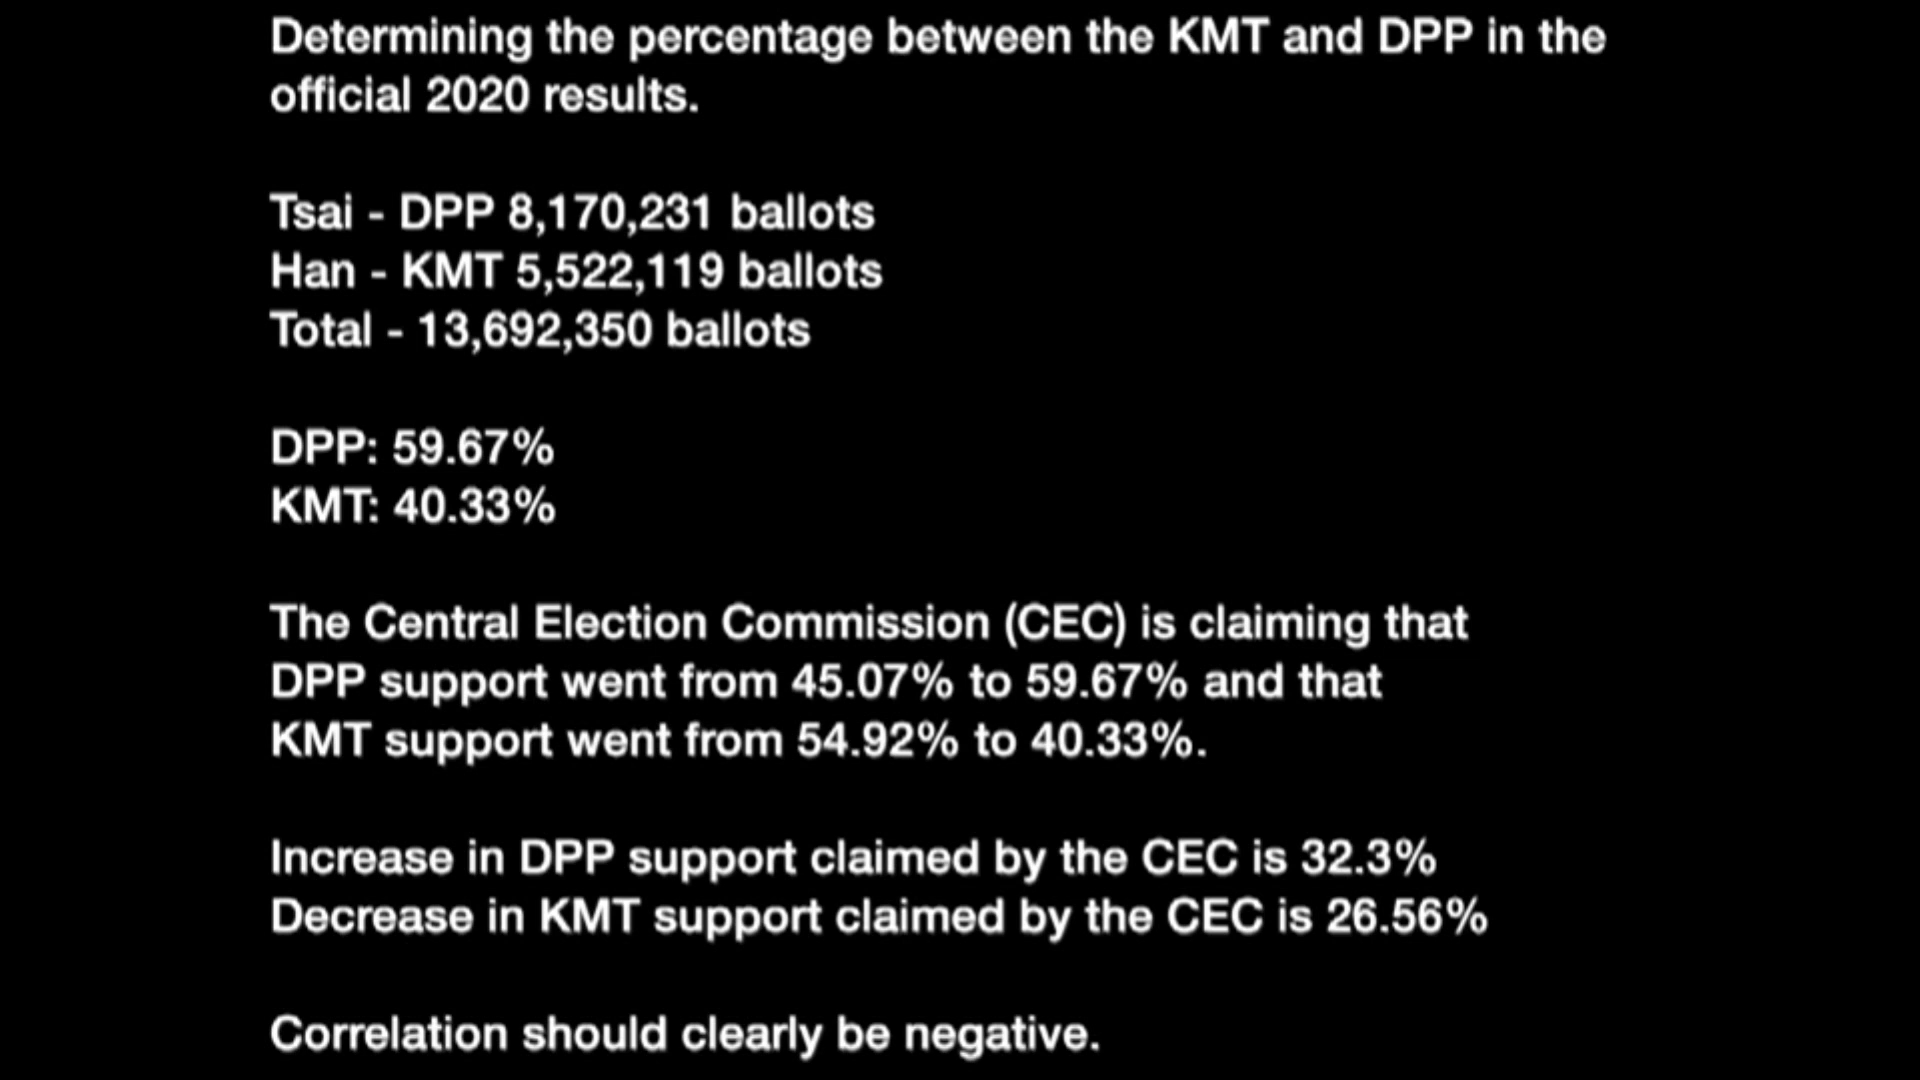 Determining the percentage between the KMT and DPP in the
official 2020 results.
Tsai - DPP 8,170,231 ballots
Han - KMT 5,522,119 ballots
Total - 13,692,350 ballots
DPP: 59.67%
KMT: 40.33%
The Central Election Commission (CEC) is claiming that
DPP support went from 45.07% to 59.67% and that
KMT support went from 54.92% to 40.33%.
Increase in DPP support claimed by the CEC is 32.3%
Decrease in KMT support claimed by the CEC is 26.56%
Correlation should clearly be negative.